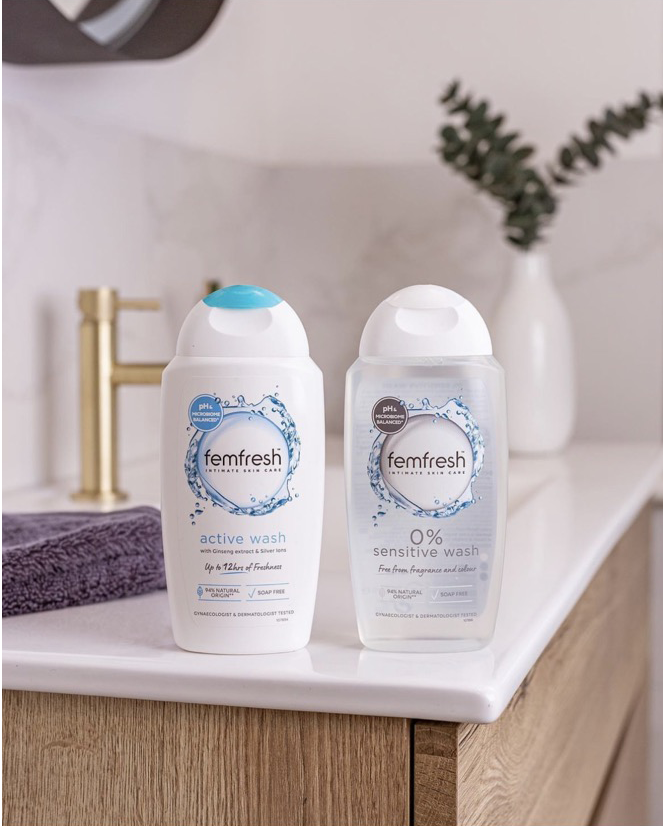 pH &
MICROBIOME
BALANCED*
femfresh
INTIMATE SKIN CARE
active wash
with Ginseng extract & Silver ions
Up to 12hrs of Freshness
94% NATURAL
ORIGIN**
SOAP FREE
GYNAECOLOGIST & DERMATOLOGIST TESTED
pH &
MICROBIOME
BALANCED*
femfresh
INTIMATE SKIN CARE
0%
sensitive wash
Free from fragrance and colour
94% NATURAL
ORIGIN**
SOAP FREE
GYNAECOLOGIST & DERMATOLOGIST TESTED